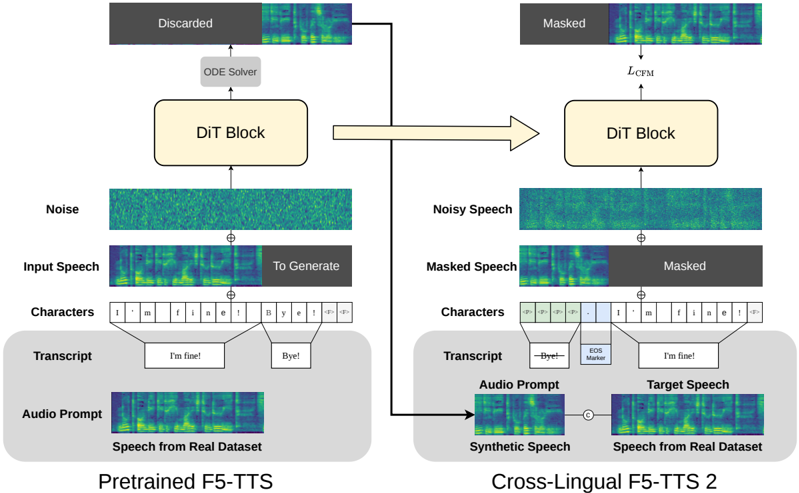 Discarded
ODE Solver
DiT Block
Noise
Input Speech
To Generate
Characters
I ' m f i n e ! B y e ! <F> <F>
Transcript
I'm fine!
Bye!
Audio Prompt
Speech from Real Dataset
Pretrained F5-TTS
Masked
L_CFM
DiT Block
Noisy Speech
Masked Speech
Masked
Characters
<P> <P> <P> <P> . I ' m f i n e !
Transcript
Bye!
EOS
Marker
I'm fine!
Audio Prompt
Target Speech
C
Synthetic Speech
Speech from Real Dataset
Cross-Lingual F5-TTS 2